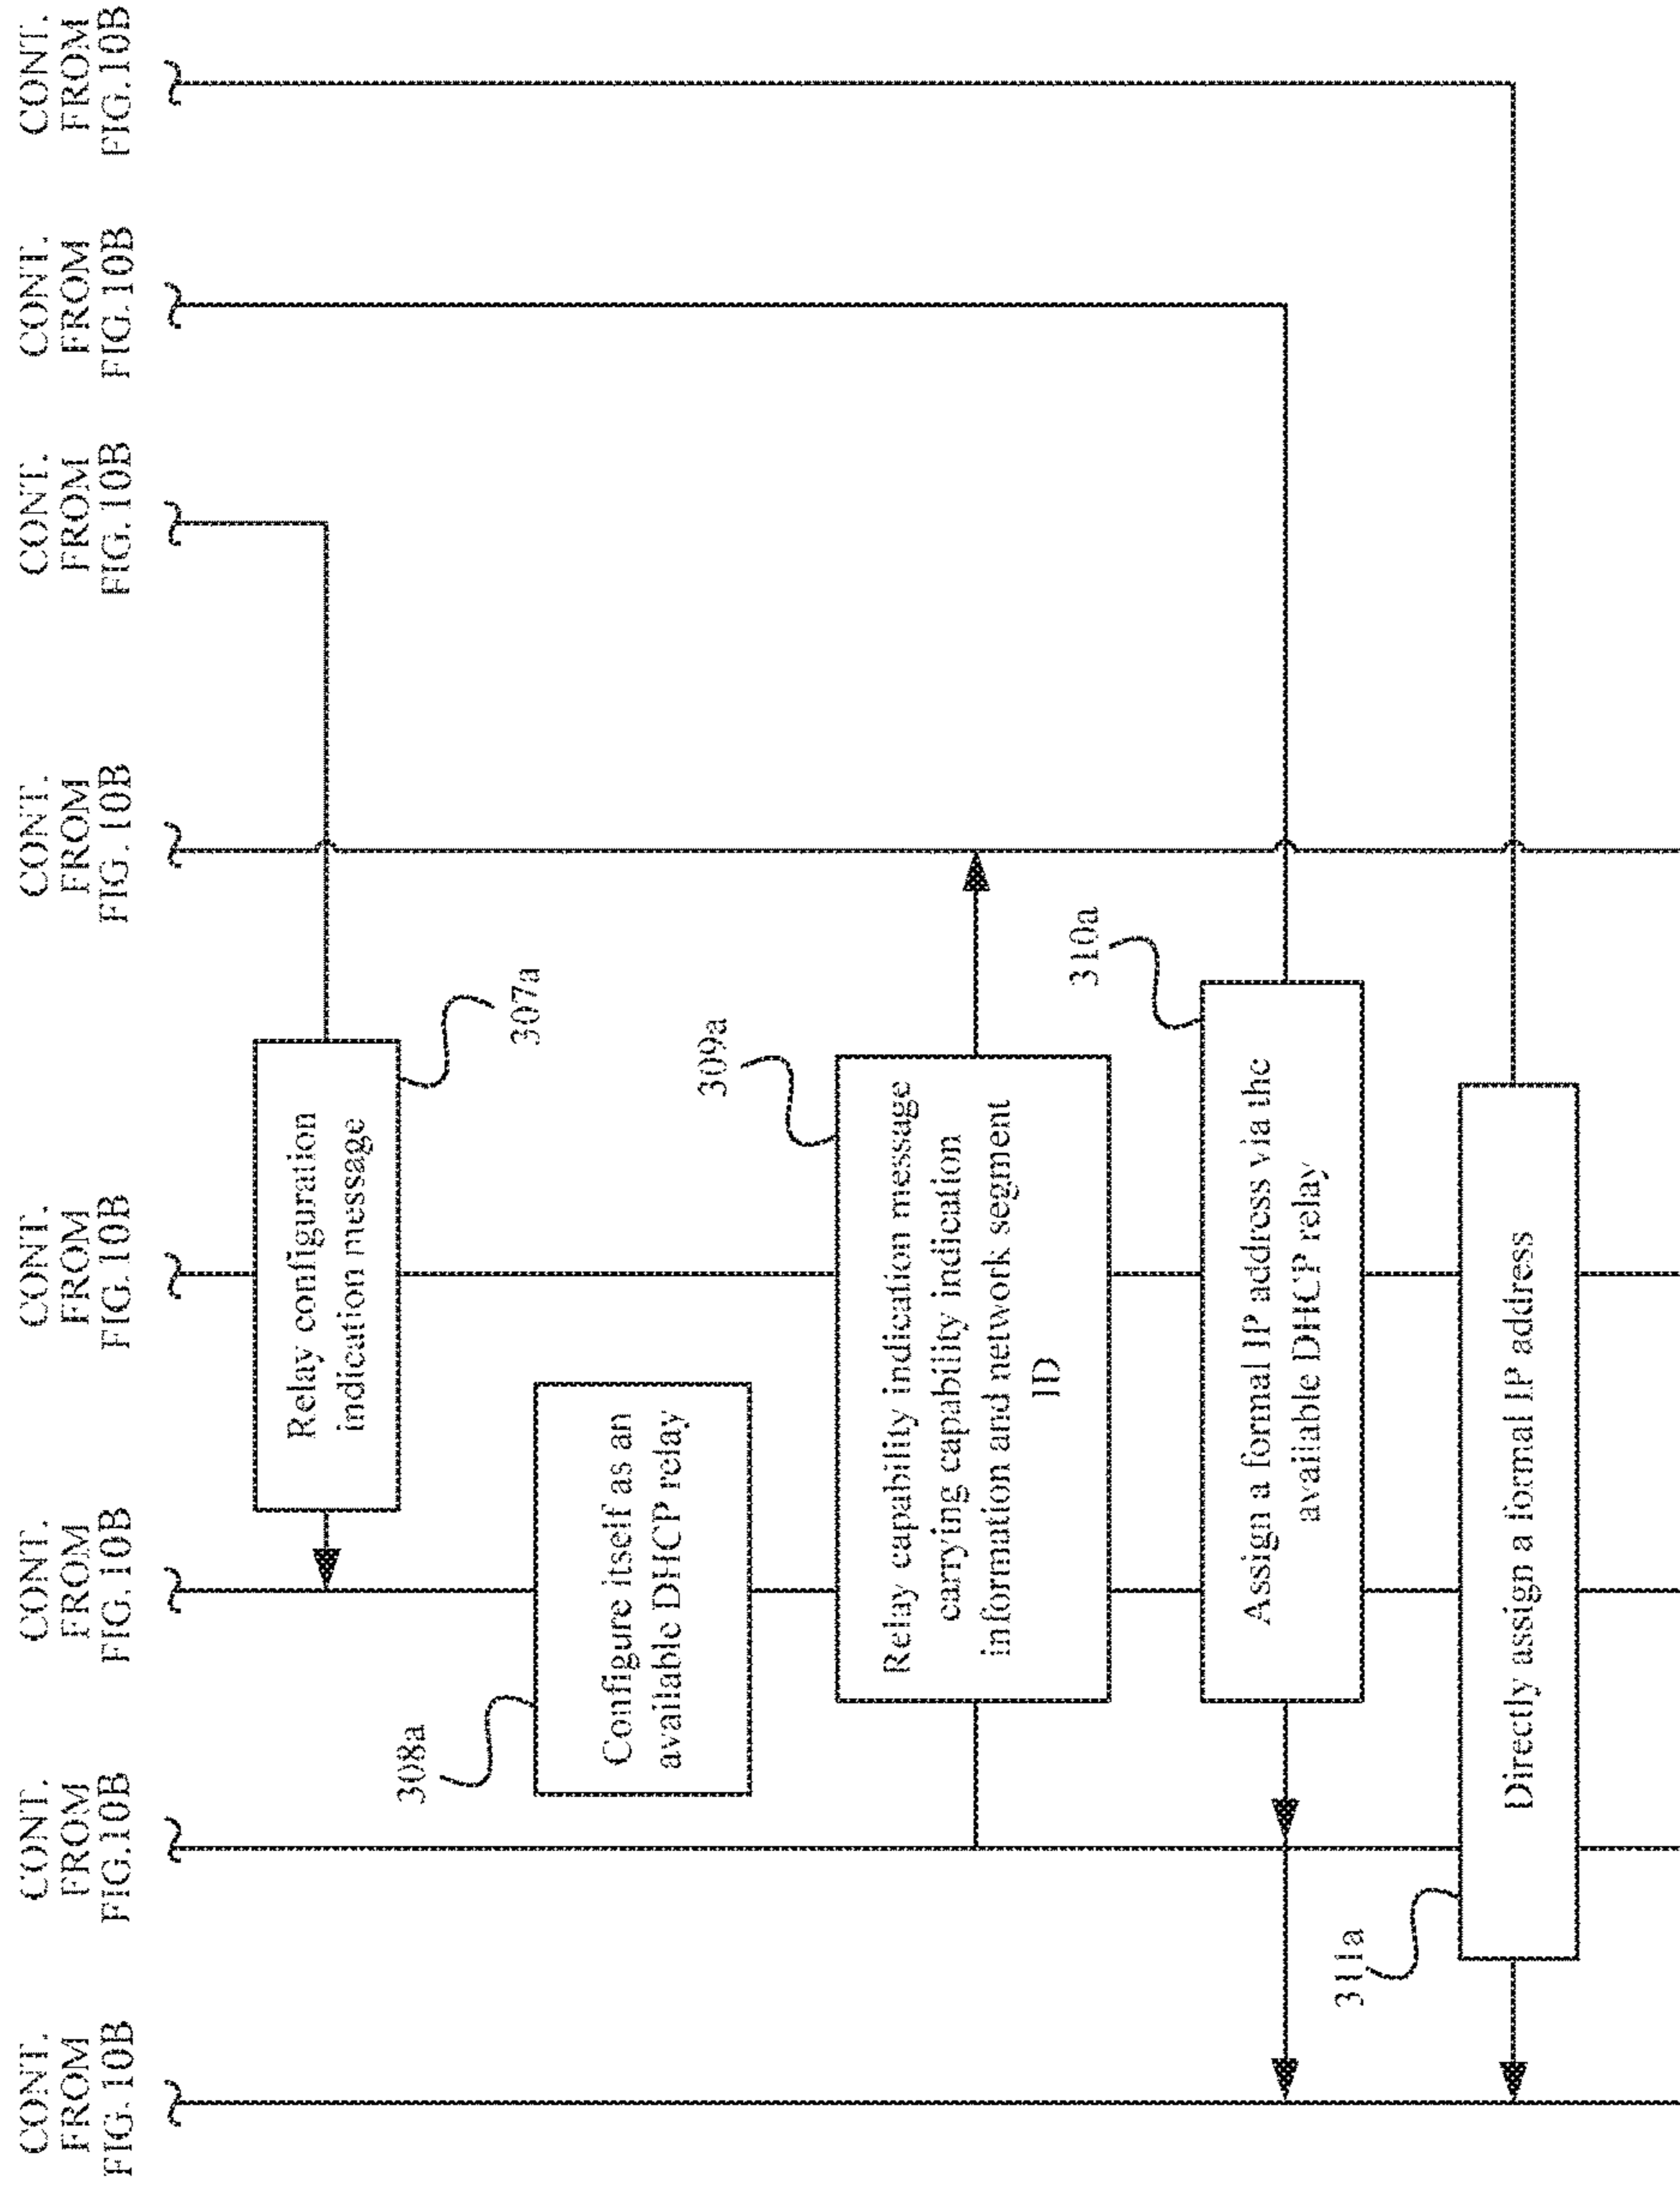 CONT.
FROM
FIG. 10B
CONT.
FROM
FIG.10B
CONT.
FROM
FIG. 10B
CONT.
FROM
FIG.10B
CONT.
FROM
FIG. 10B
CONT.
FROM
FIG.10B
CONT.
FROM
FIG.10B
CONT.
FROM
FIG.10B
Relay configuration
indication message
307a
308a
Configure itself as an
available DHCP relay
309a
Relay capability indication message
carrying capability indication
information and network segment
ID
310a
Assign a formal IP address via the
available DHCP relay
311a
Directly assign a formal IP address